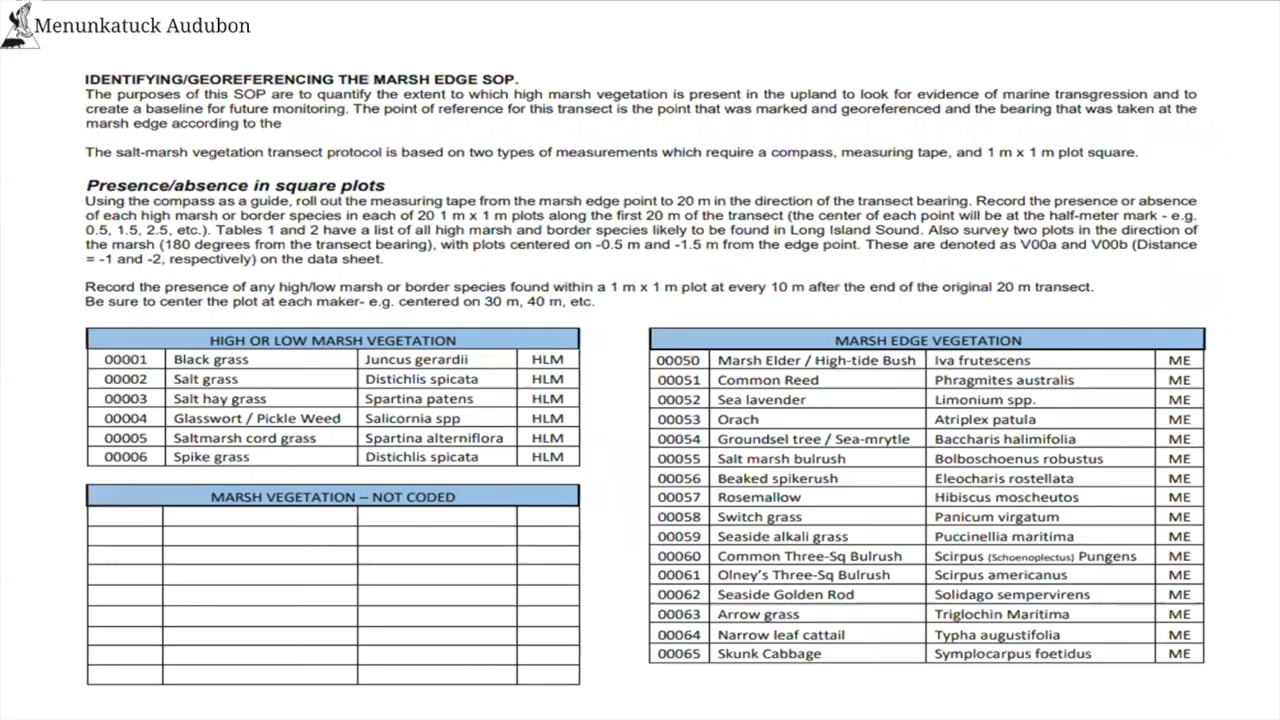 Menunkatuck Audubon
IDENTIFYING/GEOREFERENCING THE MARSH EDGE SOP.
The purposes of this SOP are to quantify the extent to which high marsh vegetation is present in the upland to look for evidence of marine transgression and to
create a baseline for future monitoring. The point of reference for this transect is the point that was marked and georeferenced and the bearing that was taken at the
marsh edge according to the
The salt-marsh vegetation transect protocol is based on two types of measurements which require a compass, measuring tape, and 1 m x 1 m plot square.
Presence/absence in square plots
Using the compass as a guide, roll out the measuring tape from the marsh edge point to 20 m in the direction of the transect bearing. Record the presence or absence
of each high marsh or border species in each of 20 1 m x 1 m plots along the first 20 m of the transect (the center of each point will be at the half-meter mark - e.g.
0.5, 1.5, 2.5, etc.). Tables 1 and 2 have a list of all high marsh and border species likely to be found in Long Island Sound. Also survey two plots in the direction of
the marsh (180 degrees from the transect bearing), with plots centered on -0.5 m and -1.5 m from the edge point. These are denoted as V00a and V00b (Distance
= -1 and -2, respectively) on the data sheet.
Record the presence of any high/low marsh or border species found within a 1 m x 1 m plot at every 10 m after the end of the original 20 m transect.
Be sure to center the plot at each maker- e.g. centered on 30 m, 40 m, etc.
HIGH OR LOW MARSH VEGETATION
00001 Black grass Juncus gerardii HLM
00002 Salt grass Distichlis spicata HLM
00003 Salt hay grass Spartina patens HLM
00004 Glasswort / Pickle Weed Salicornia spp HLM
00005 Saltmarsh cord grass Spartina alterniflora HLM
00006 Spike grass Distichlis spicata HLM
MARSH VEGETATION – NOT CODED
MARSH EDGE VEGETATION
00050 Marsh Elder / High-tide Bush Iva frutescens ME
00051 Common Reed Phragmites australis ME
00052 Sea lavender Limonium spp. ME
00053 Orach Atriplex patula ME
00054 Groundsel tree / Sea-mrytle Baccharis halimifolia ME
00055 Salt marsh bulrush Bolboschoenus robustus ME
00056 Beaked spikerush Eleocharis rostellata ME
00057 Rosemallow Hibiscus moscheutos ME
00058 Switch grass Panicum virgatum ME
00059 Seaside alkali grass Puccinellia maritima ME
00060 Common Three-Sq Bulrush Scirpus (Schoenoplectus) Pungens ME
00061 Olney's Three-Sq Bulrush Scirpus americanus ME
00062 Seaside Golden Rod Solidago sempervirens ME
00063 Arrow grass Triglochin Maritima ME
00064 Narrow leaf cattail Typha augustifolia ME
00065 Skunk Cabbage Symplocarpus foetidus ME